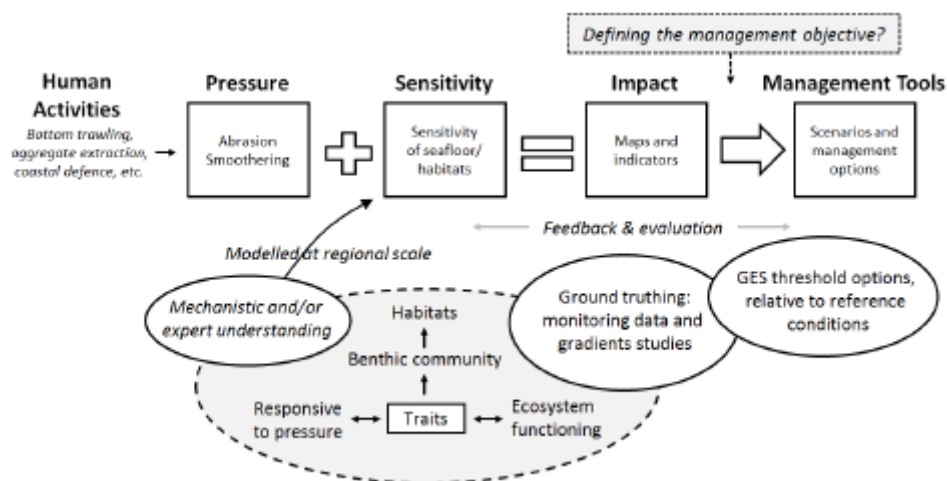 Defining the management objective?
Human
Activities
Bottom trawling,
aggregate extraction,
coastal defence, etc.
Pressure
Abrasion
Smoothering
Sensitivity
Sensitivity
of seafloor/
habitats
Impact
Maps and
indicators
Management Tools
Scenarios and
management
options
Feedback & evaluation
Modelled at regional scale
Mechanistic and/or
expert understanding
Ground truthing:
monitoring data and
gradients studies
GES threshold options,
relative to reference
conditions
Habitats
Benthic community
Responsive
to pressure
Traits
Ecosystem
functioning